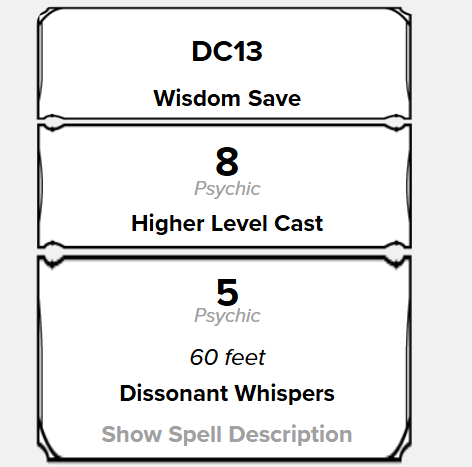 DC13
Wisdom Save
8
Psychic
Higher Level Cast
5
Psychic
60 feet
Dissonant Whispers
Show Spell Description